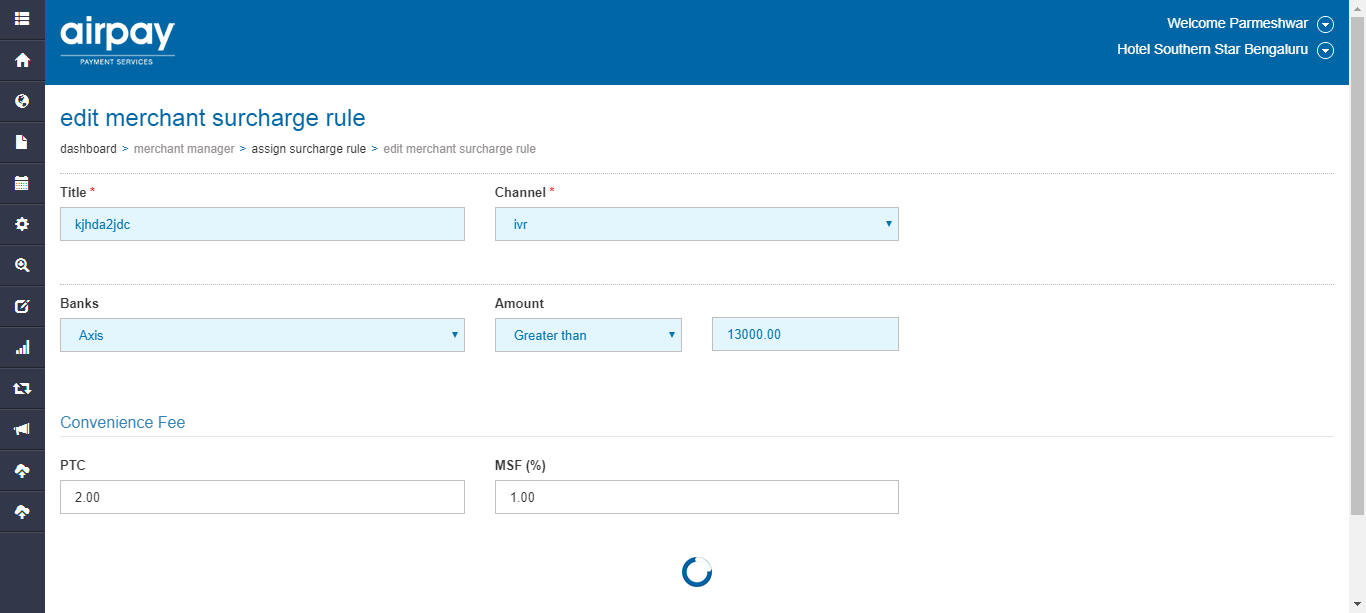 airpay
PAYMENT SERVICES
Welcome Parmeshwar
Hotel Southern Star Bengaluru
edit merchant surcharge rule
dashboard > merchant manager > assign surcharge rule > edit merchant surcharge rule
Title * Channel *
kjhda2jdc ivr
Banks Amount
Axis Greater than 13000.00
Convenience Fee
PTC MSF (%)
2.00 1.00